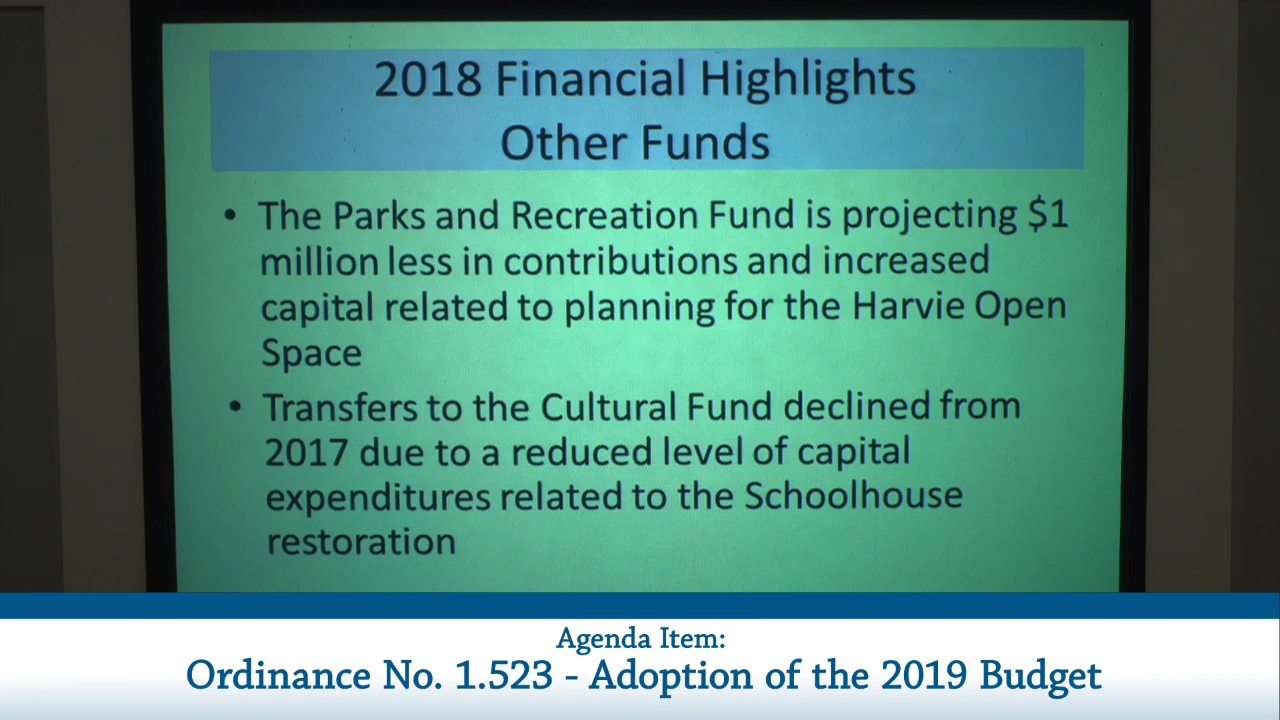 2018 Financial Highlights
Other Funds
• The Parks and Recreation Fund is projecting $1
million less in contributions and increased
capital related to planning for the Harvie Open
Space
• Transfers to the Cultural Fund declined from
2017 due to a reduced level of capital
expenditures related to the Schoolhouse
restoration
Agenda Item:
Ordinance No. 1.523 - Adoption of the 2019 Budget